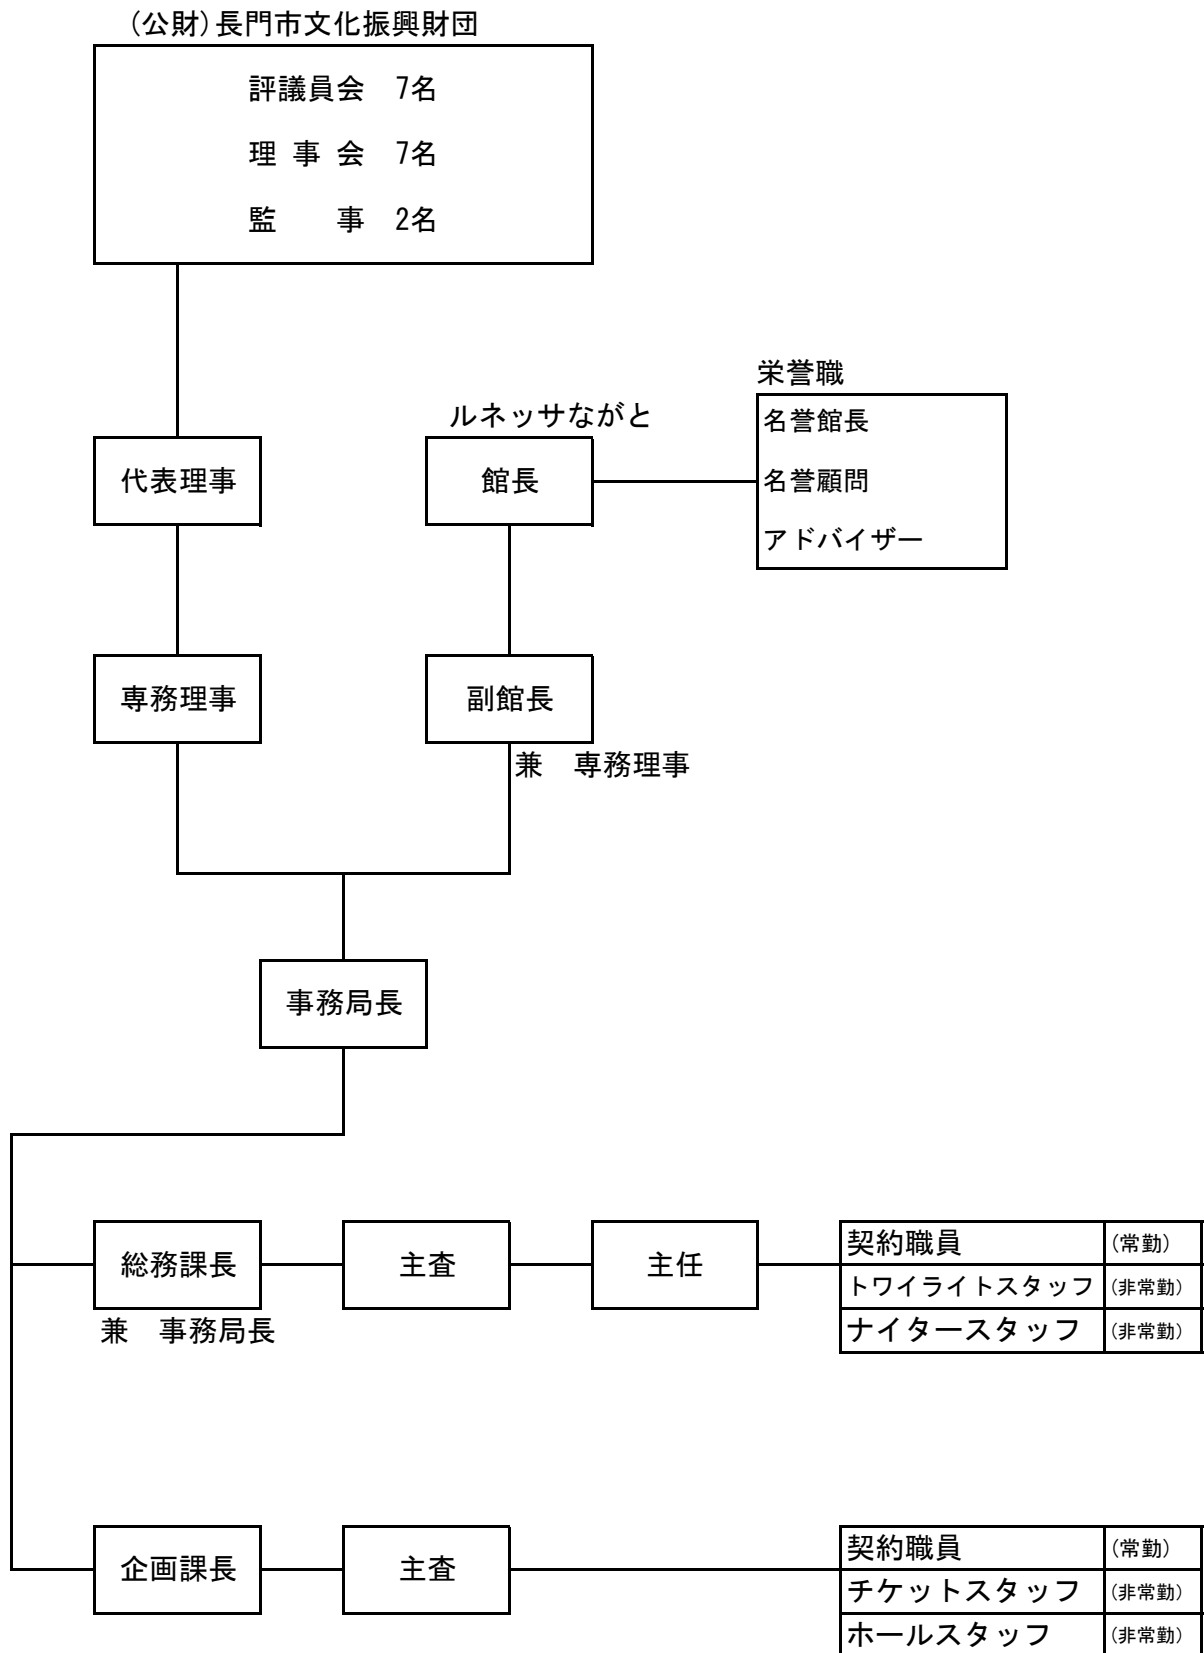 (公財)長門市文化振興財団
評議員会　7名
理 事 会　7名
監　　事　2名
栄誉職
ルネッサながと
名誉館長
代表理事
館長
名誉顧問
アドバイザー
専務理事
副館長
兼　専務理事
事務局長
総務課長
主査
主任
契約職員 (常勤)
トワイライトスタッフ (非常勤)
ナイタースタッフ (非常勤)
兼　事務局長
企画課長
主査
契約職員 (常勤)
チケットスタッフ (非常勤)
ホールスタッフ (非常勤)